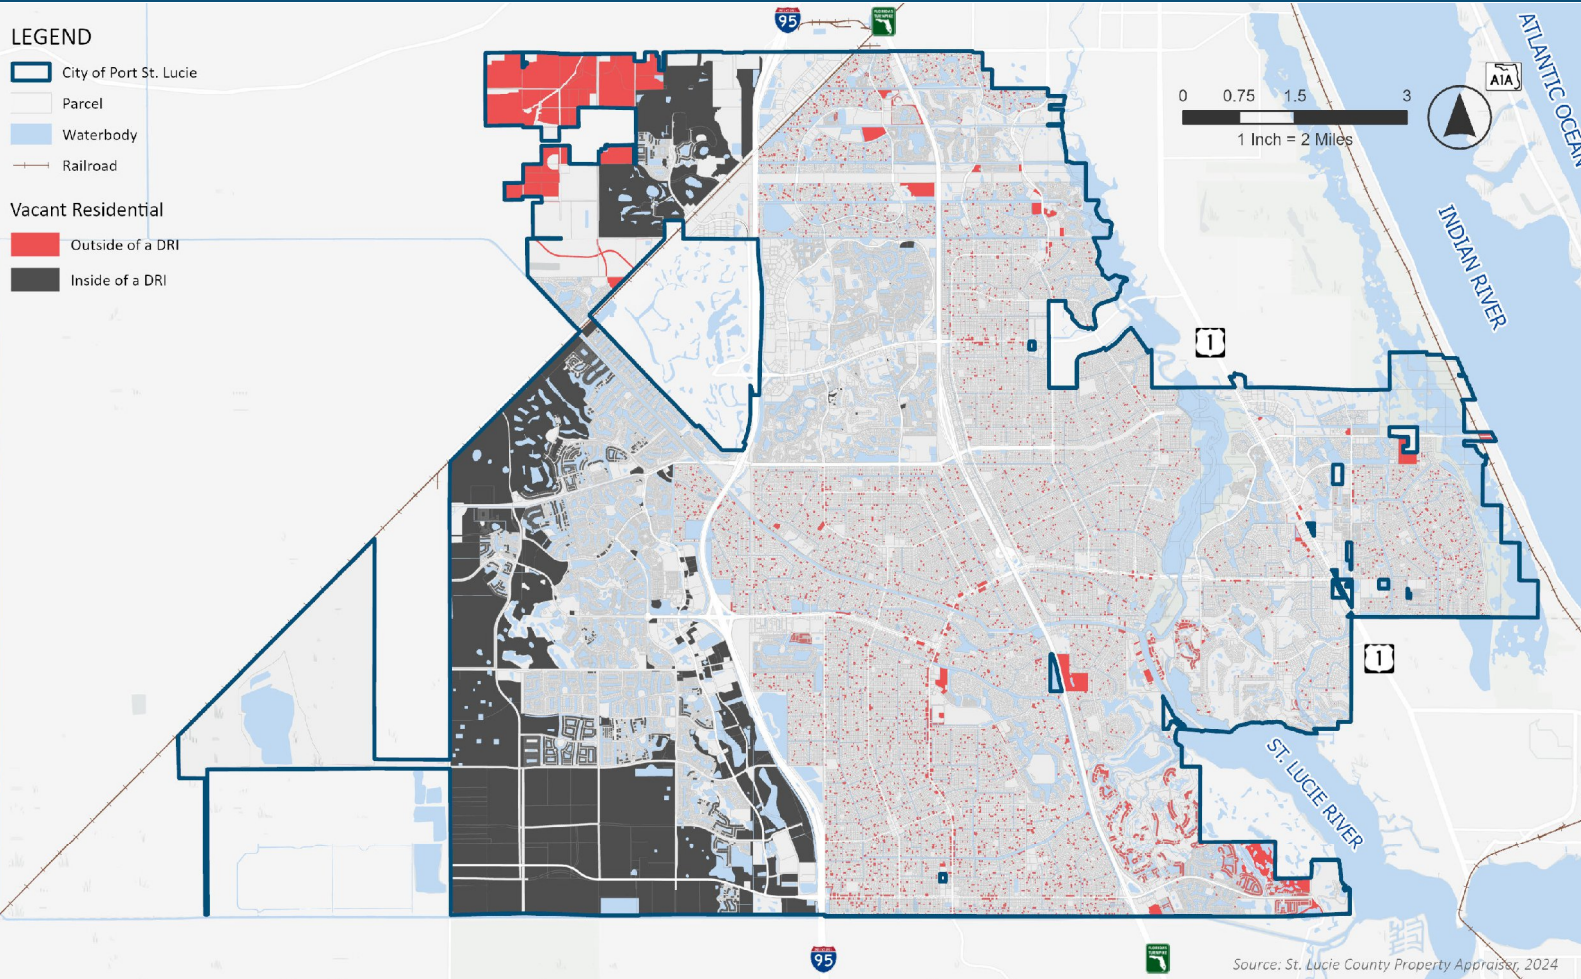 LEGEND
City of Port St. Lucie
Parcel
Waterbody
Railroad
Vacant Residential
Outside of a DRI
Inside of a DRI
95
0 0.75 1.5 3
1 Inch = 2 Miles
A1A
ATLANTIC OCEAN
INDIAN RIVER
1
1
ST. LUCIE RIVER
95
Source: St. Lucie County Property Appraiser, 2024